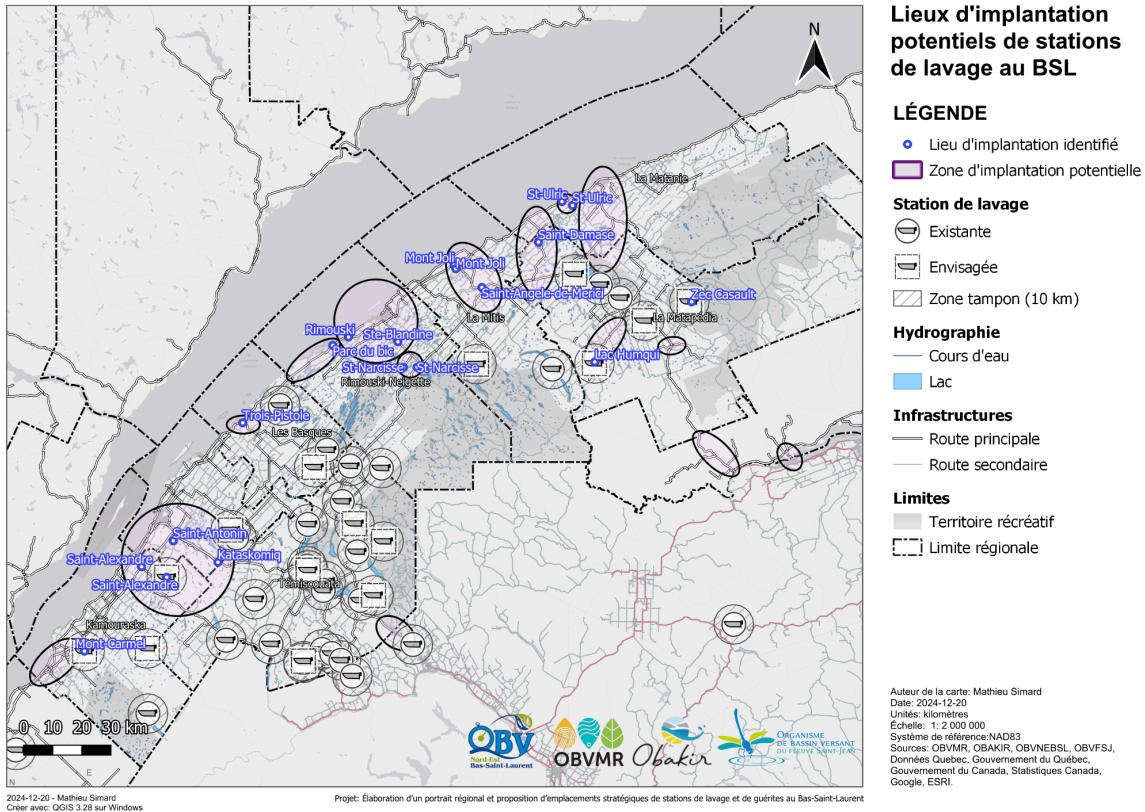 Lieux d'implantation
potentiels de stations
de lavage au BSL
LÉGENDE
Lieu d'implantation identifié
Zone d'implantation potentielle
Station de lavage
Existante
Envisagée
Zone tampon (10 km)
Hydrographie
Cours d'eau
Lac
Infrastructures
Route principale
Route secondaire
Limites
Territoire récréatif
Limite régionale
Auteur de la carte: Mathieu Simard
Date: 2024-12-20
Unités: kilomètres
Échelle: 1: 2 000 000
Système de référence:NAD83
Sources: OBVMR, OBAKIR, OBVNEBSL, OBVFSJ,
Données Quebec, Gouvernement du Québec,
Gouvernement du Canada, Statistiques Canada,
Google, ESRI.
N
La Matanie
St-Ulric
St-Ulric
Saint-Damase
Mont Joli
Mont Joli
Saint-Angele-de-Merici
Zec Casault
La Mitis
La Matapédia
Rimouski
Ste-Blandine
Parc du bic
Lac Humqui
St-Narcisse
St-Narcisse
Rimouski-Neigette
Trois-Pistole
Les Basques
Saint-Antonin
Saint-Alexandre
Kataskomiq
Saint-Alexandre
Témiscouata
Kamouraska
Mont-Carmel
0 10 20 30 km
N
E
OBV
Nord-Est
Bas-Saint-Laurent
OBVMR
Obakir
Organisme
de bassin versant
du fleuve Saint-Jean
2024-12-20 - Mathieu Simard
Créer avec: QGIS 3.28 sur Windows
Projet: Élaboration d'un portrait régional et proposition d'emplacements stratégiques de stations de lavage et de guérites au Bas-Saint-Laurent